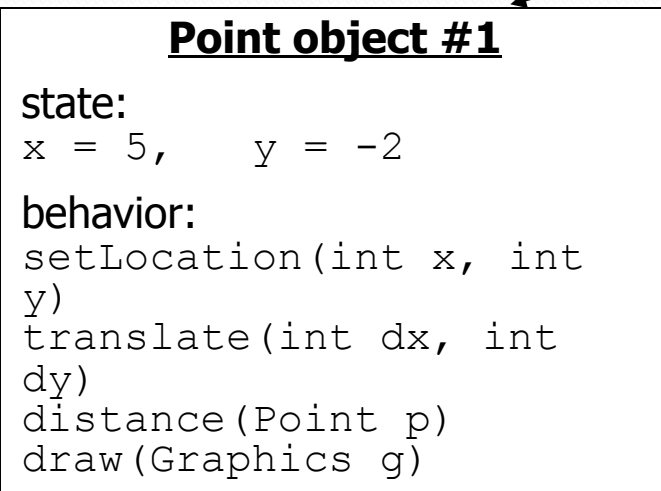 Point object #1
state:
x = 5,   y = -2
behavior:
setLocation(int x, int
y)
translate(int dx, int
dy)
distance(Point p)
draw(Graphics g)